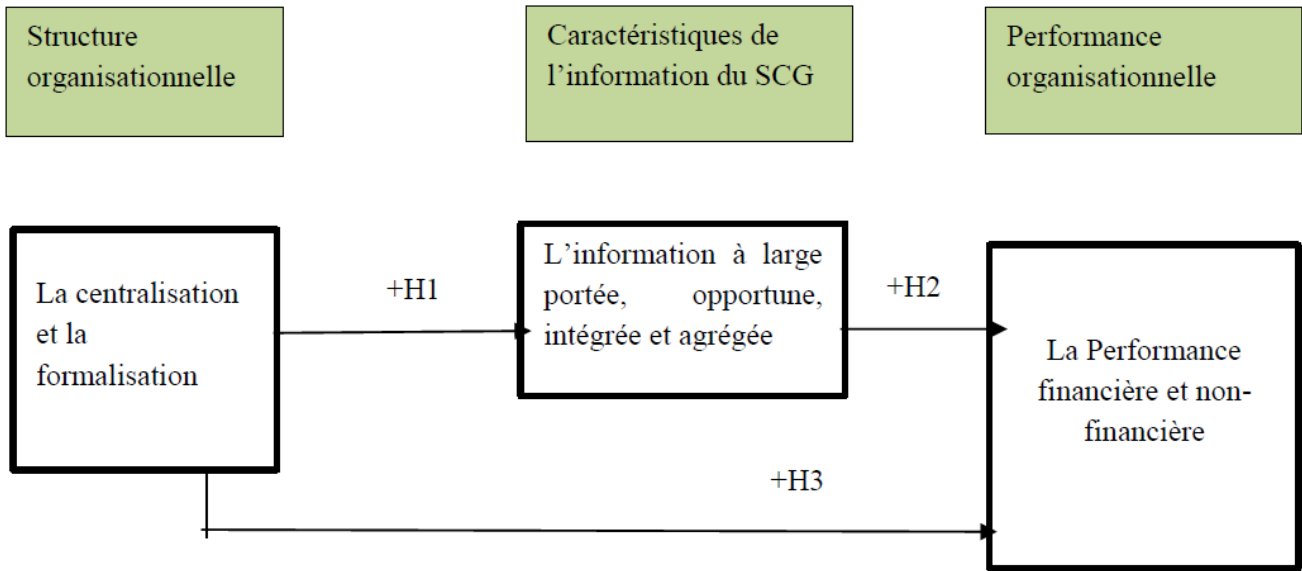 Structure
organisationnelle
Caractéristiques de
l’information du SCG
Performance
organisationnelle
La centralisation
et la
formalisation
+H1
L’information à large
portée, opportune,
intégrée et agrégée
+H2
La Performance
financière et non-
financière
+H3